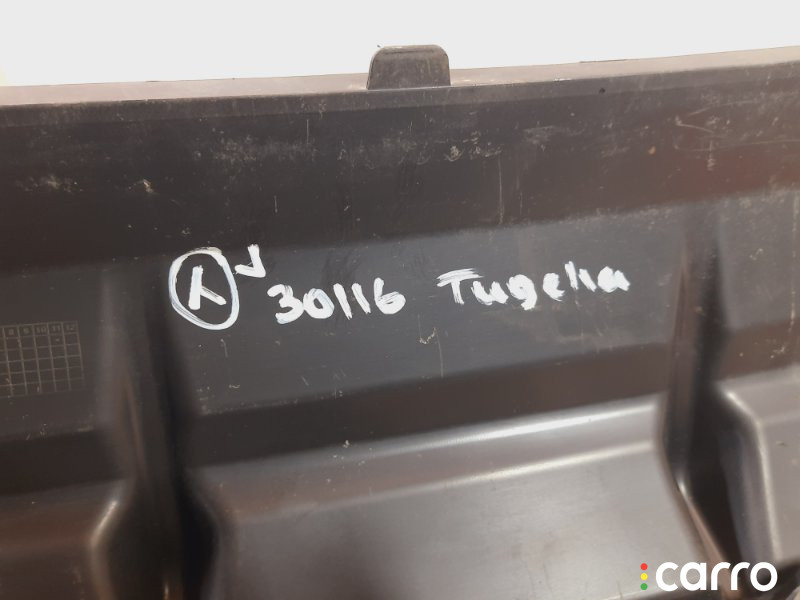 Л ✓ 30116 Tugella
carro